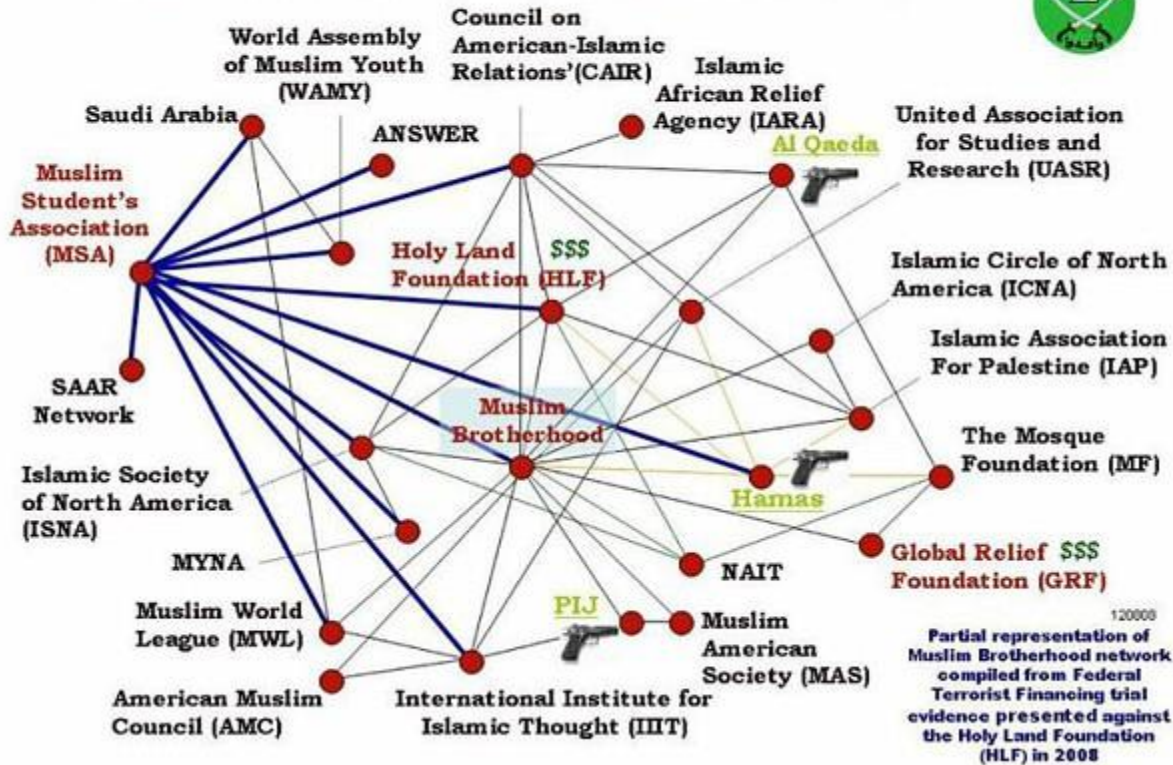 Council on
American-Islamic
Relations'(CAIR)
World Assembly
of Muslim Youth
(WAMY)
Islamic
African Relief
Agency (IARA)
Saudi Arabia
ANSWER
United Association
for Studies and
Research (UASR)
Al Qaeda
Muslim
Student's
Association
(MSA)
Holy Land $$$
Foundation (HLF)
Islamic Circle of North
America (ICNA)
Islamic Association
For Palestine (IAP)
SAAR
Network
Muslim
Brotherhood
The Mosque
Foundation (MF)
Islamic Society
of North America
(ISNA)
Hamas
MYNA
NAIT
Global Relief $$$
Foundation (GRF)
PIJ
Muslim World
League (MWL)
Muslim
American
Society (MAS)
American Muslim
Council (AMC)
International Institute for
Islamic Thought (IIIT)
120808
Partial representation of
Muslim Brotherhood network
compiled from Federal
Terrorist Financing trial
evidence presented against
the Holy Land Foundation
(HLF) in 2008